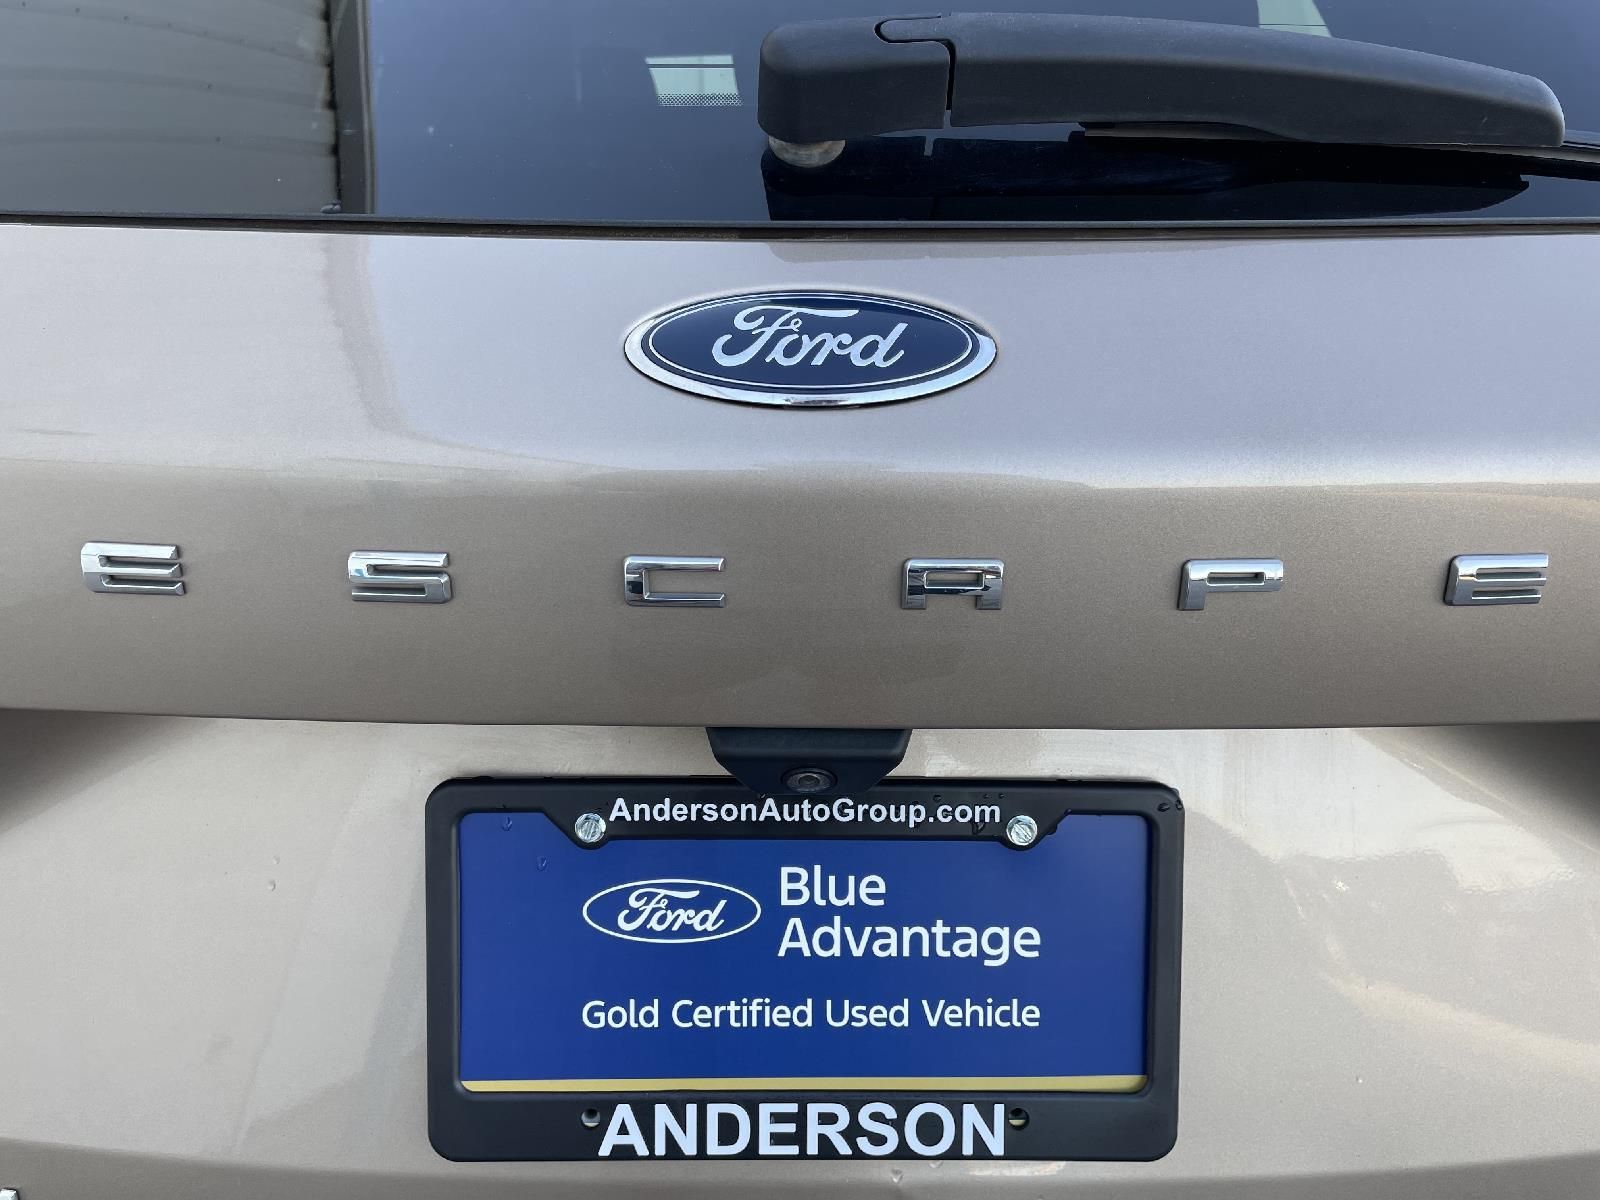 Ford
ESCAPE
AndersonAutoGroup.com
Ford
Blue
Advantage
Gold Certified Used Vehicle
ANDERSON